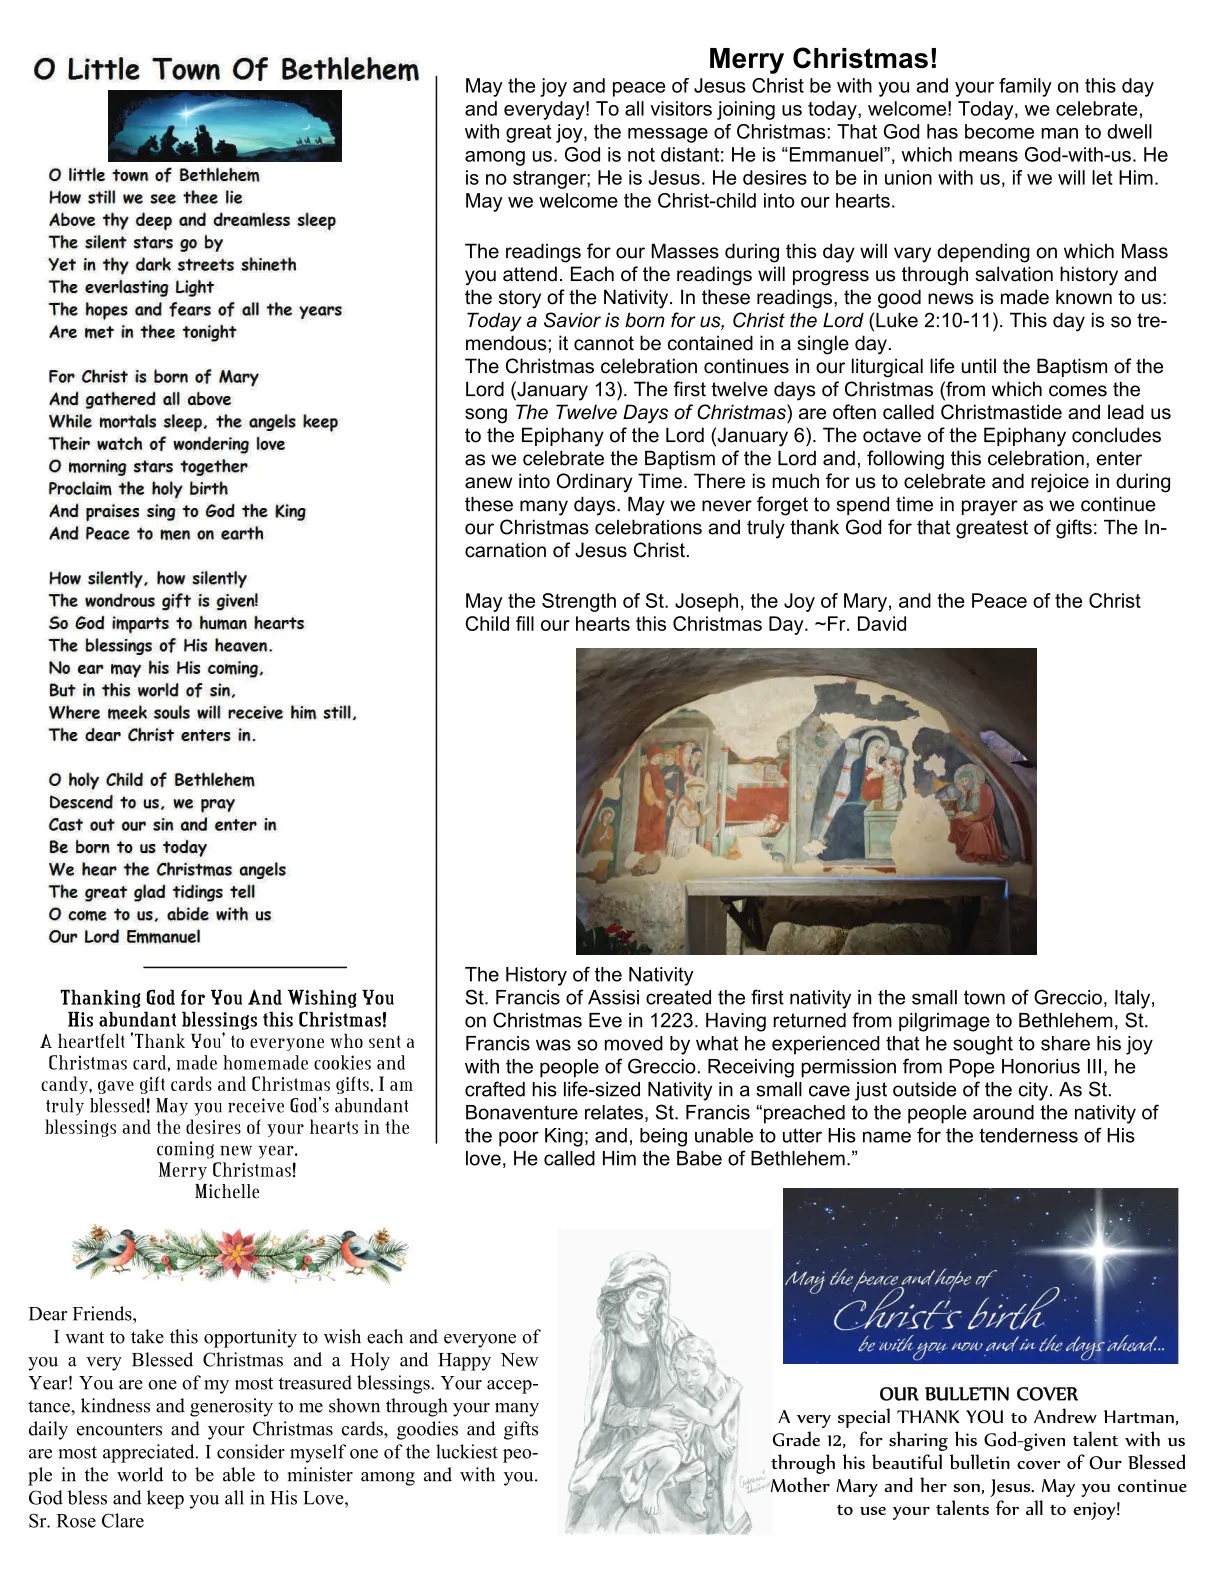 O Little Town Of Bethlehem
O little town of Bethlehem
How still we see thee lie
Above thy deep and dreamless sleep
The silent stars go by
Yet in thy dark streets shineth
The everlasting Light
The hopes and fears of all the years
Are met in thee tonight
For Christ is born of Mary
And gathered all above
While mortals sleep, the angels keep
Their watch of wondering love
O morning stars together
Proclaim the holy birth
And praises sing to God the King
And Peace to men on earth
How silently, how silently
The wondrous gift is given!
So God imparts to human hearts
The blessings of His heaven.
No ear may his His coming,
But in this world of sin,
Where meek souls will receive him still,
The dear Christ enters in.
O holy Child of Bethlehem
Descend to us, we pray
Cast out our sin and enter in
Be born to us today
We hear the Christmas angels
The great glad tidings tell
O come to us, abide with us
Our Lord Emmanuel
Thanking God for You And Wishing You
His abundant blessings this Christmas!
A heartfelt 'Thank You' to everyone who sent a
Christmas card, made homemade cookies and
candy, gave gift cards and Christmas gifts. I am
truly blessed! May you receive God's abundant
blessings and the desires of your hearts in the
coming new year.
Merry Christmas!
Michelle
Dear Friends,
I want to take this opportunity to wish each and everyone of
you a very Blessed Christmas and a Holy and Happy New
Year! You are one of my most treasured blessings. Your accep-
tance, kindness and generosity to me shown through your many
daily encounters and your Christmas cards, goodies and gifts
are most appreciated. I consider myself one of the luckiest peo-
ple in the world to be able to minister among and with you.
God bless and keep you all in His Love,
Sr. Rose Clare
Merry Christmas!
May the joy and peace of Jesus Christ be with you and your family on this day
and everyday! To all visitors joining us today, welcome! Today, we celebrate,
with great joy, the message of Christmas: That God has become man to dwell
among us. God is not distant: He is “Emmanuel”, which means God-with-us. He
is no stranger; He is Jesus. He desires to be in union with us, if we will let Him.
May we welcome the Christ-child into our hearts.
The readings for our Masses during this day will vary depending on which Mass
you attend. Each of the readings will progress us through salvation history and
the story of the Nativity. In these readings, the good news is made known to us:
Today a Savior is born for us, Christ the Lord (Luke 2:10-11). This day is so tre-
mendous; it cannot be contained in a single day.
The Christmas celebration continues in our liturgical life until the Baptism of the
Lord (January 13). The first twelve days of Christmas (from which comes the
song The Twelve Days of Christmas) are often called Christmastide and lead us
to the Epiphany of the Lord (January 6). The octave of the Epiphany concludes
as we celebrate the Baptism of the Lord and, following this celebration, enter
anew into Ordinary Time. There is much for us to celebrate and rejoice in during
these many days. May we never forget to spend time in prayer as we continue
our Christmas celebrations and truly thank God for that greatest of gifts: The In-
carnation of Jesus Christ.
May the Strength of St. Joseph, the Joy of Mary, and the Peace of the Christ
Child fill our hearts this Christmas Day. ~Fr. David
The History of the Nativity
St. Francis of Assisi created the first nativity in the small town of Greccio, Italy,
on Christmas Eve in 1223. Having returned from pilgrimage to Bethlehem, St.
Francis was so moved by what he experienced that he sought to share his joy
with the people of Greccio. Receiving permission from Pope Honorius III, he
crafted his life-sized Nativity in a small cave just outside of the city. As St.
Bonaventure relates, St. Francis “preached to the people around the nativity of
the poor King; and, being unable to utter His name for the tenderness of His
love, He called Him the Babe of Bethlehem.”
May the peace and hope of
Christ's birth
be with you now and in the days ahead...
OUR BULLETIN COVER
A very special THANK YOU to Andrew Hartman,
Grade 12, for sharing his God-given talent with us
through his beautiful bulletin cover of Our Blessed
Mother Mary and her son, Jesus. May you continue
to use your talents for all to enjoy!